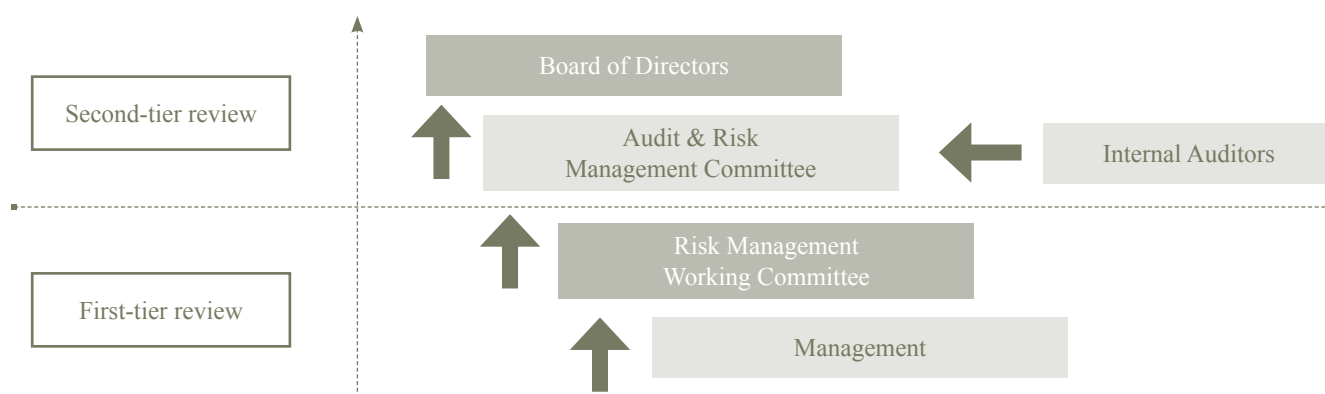 Board of Directors
Second-tier review
Audit & Risk
Management Committee
Internal Auditors
Risk Management
Working Committee
First-tier review
Management